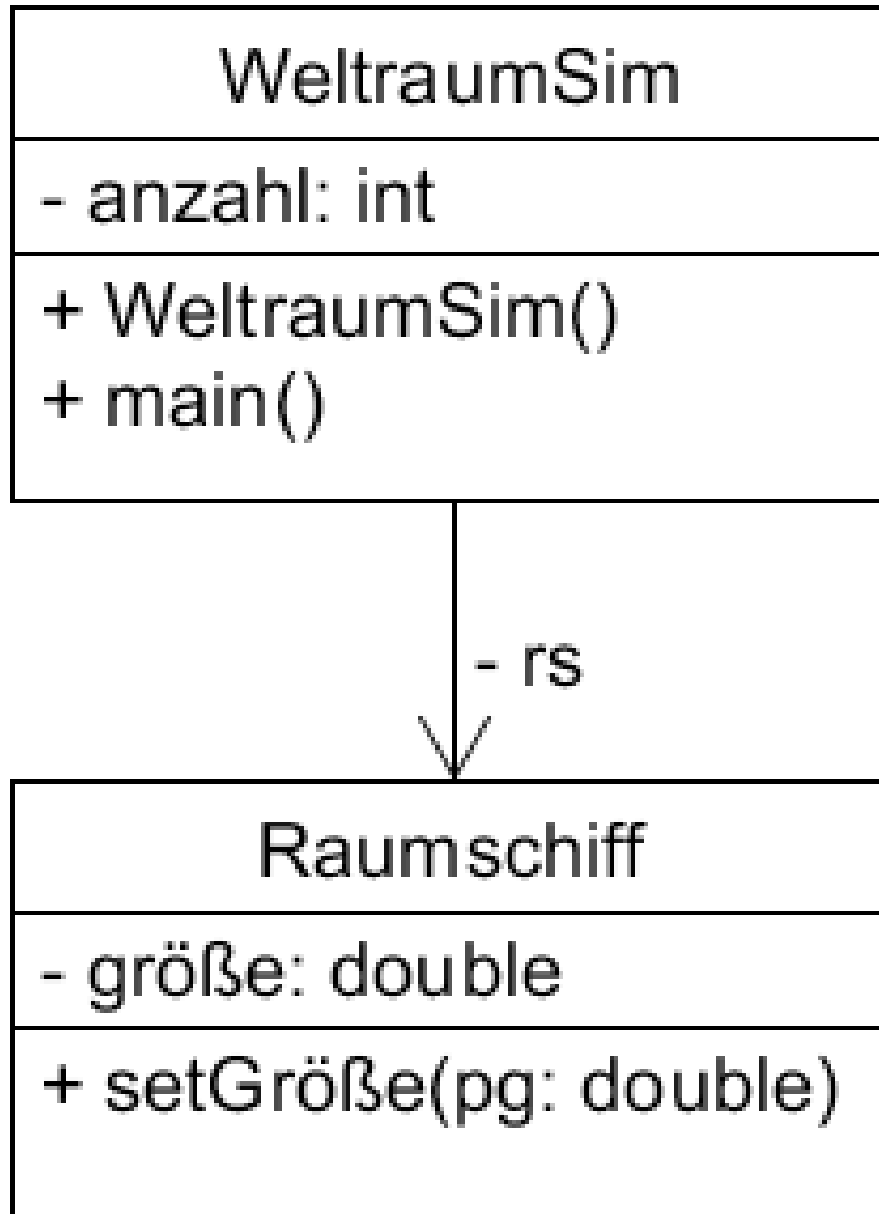 WeltraumSim
- anzahl: int
+ WeltraumSim()
+ main()
- rs
Raumschiff
- größe: double
+ setGröße(pg: double)